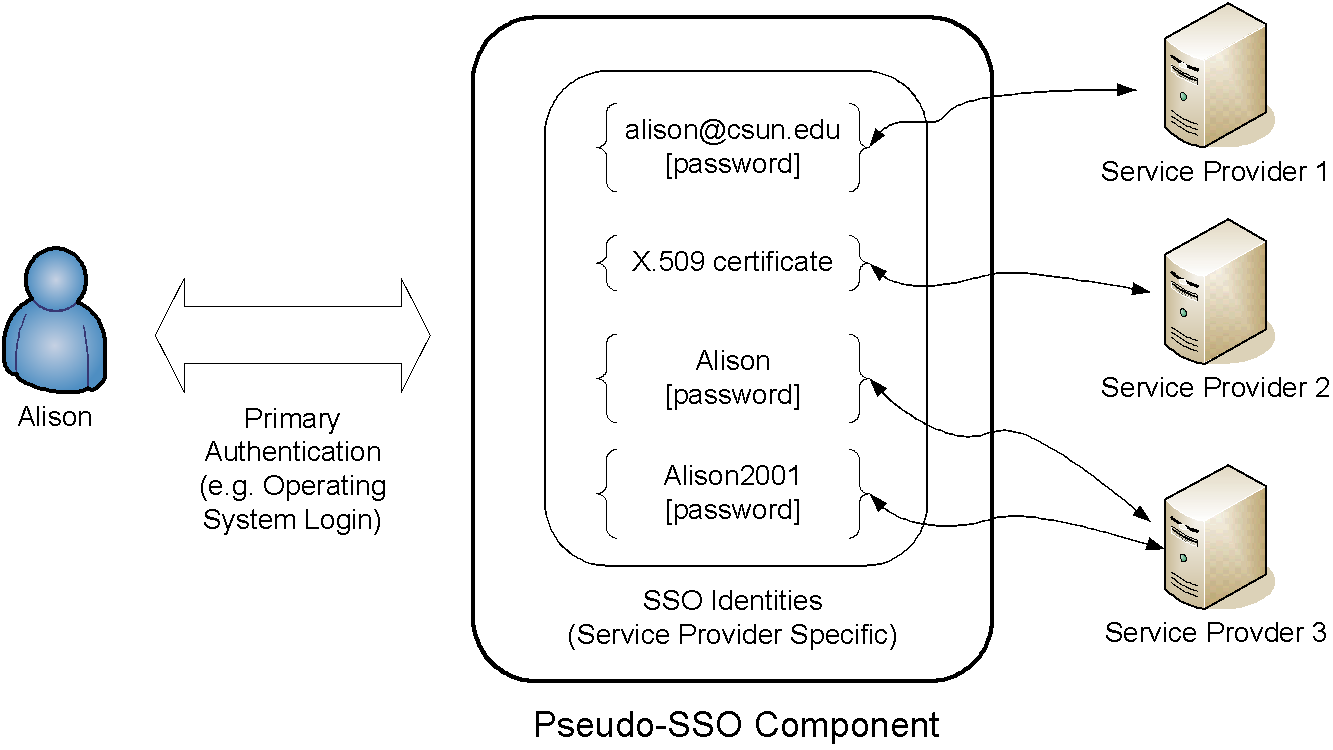 alison@csun.edu
[password]
Service Provider 1
X.509 certificate
Service Provider 2
Alison
[password]
Alison
Primary
Authentication
(e.g. Operating
System Login)
Alison2001
[password]
SSO Identities
(Service Provider Specific)
Service Provder 3
Pseudo-SSO Component